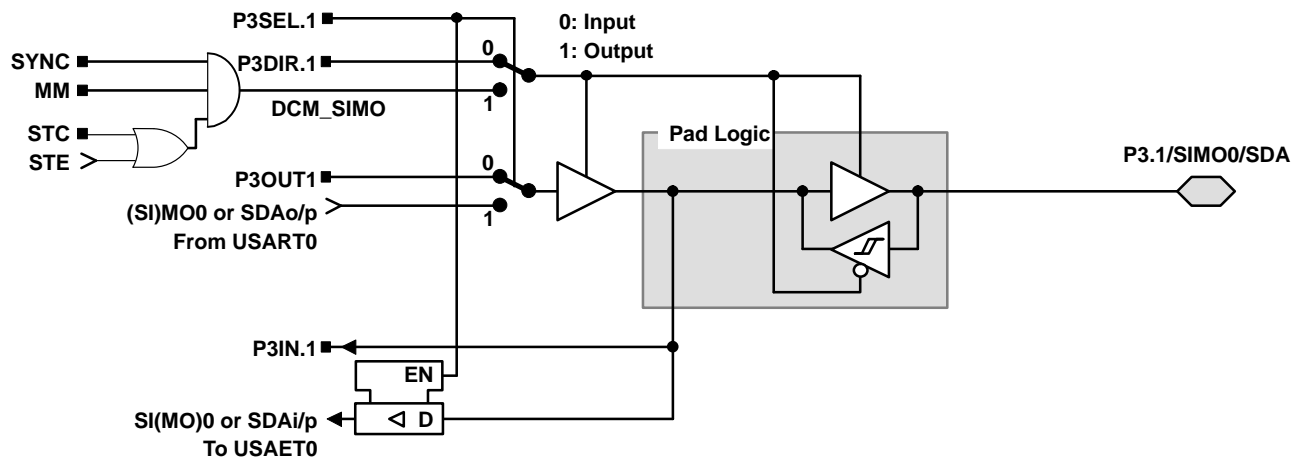 P3SEL.1
0: Input
1: Output
SYNC
P3DIR.1
0
MM
DCM_SIMO
1
STC
STE
Pad Logic
P3.1/SIMO0/SDA
P3OUT1
0
(SI)MO0 or SDAo/p
1
From USART0
P3IN.1
EN
SI(MO)0 or SDAi/p
D
To USAET0